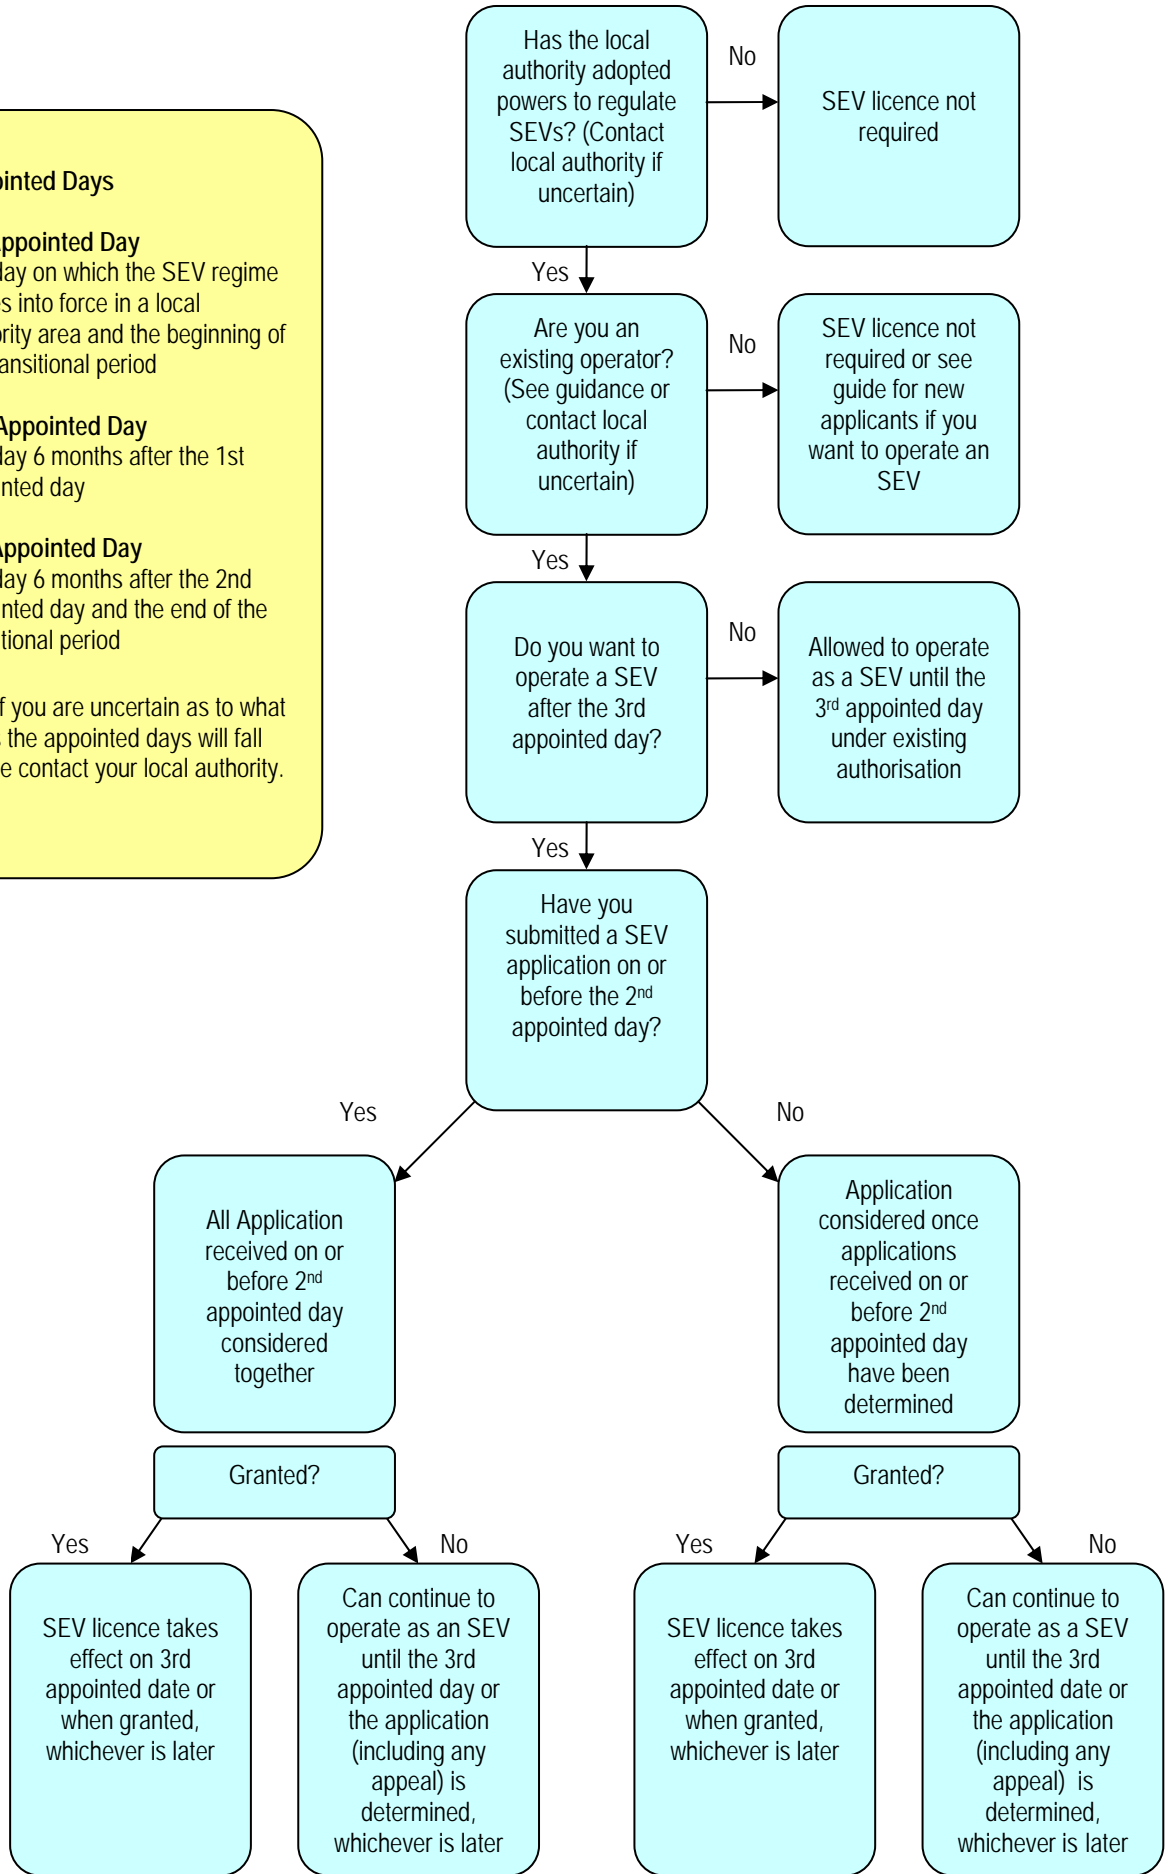 ointed Days
Appointed Day
day on which the SEV regime
es into force in a local
rity area and the beginning of
ransitional period
Appointed Day
day 6 months after the 1st
nted day
Appointed Day
day 6 months after the 2nd
inted day and the end of the
tional period
f you are uncertain as to what
s the appointed days will fall
e contact your local authority.
Has the local
authority adopted
powers to regulate
SEVs? (Contact
local authority if
uncertain)
No
SEV licence not
required
Yes
Are you an
existing operator?
(See guidance or
contact local
authority if
uncertain)
No
SEV licence not
required or see
guide for new
applicants if you
want to operate an
SEV
Yes
Do you want to
operate a SEV
after the 3rd
appointed day?
No
Allowed to operate
as a SEV until the
3rd appointed day
under existing
authorisation
Yes
Have you
submitted a SEV
application on or
before the 2nd
appointed day?
Yes
No
All Application
received on or
before 2nd
appointed day
considered
together
Application
considered once
applications
received on or
before 2nd
appointed day
have been
determined
Granted?
Granted?
Yes
No
Yes
No
SEV licence takes
effect on 3rd
appointed date or
when granted,
whichever is later
Can continue to
operate as an SEV
until the 3rd
appointed day or
the application
(including any
appeal) is
determined,
whichever is later
SEV licence takes
effect on 3rd
appointed date or
when granted,
whichever is later
Can continue to
operate as a SEV
until the 3rd
appointed date or
the application
(including any
appeal) is
determined,
whichever is later